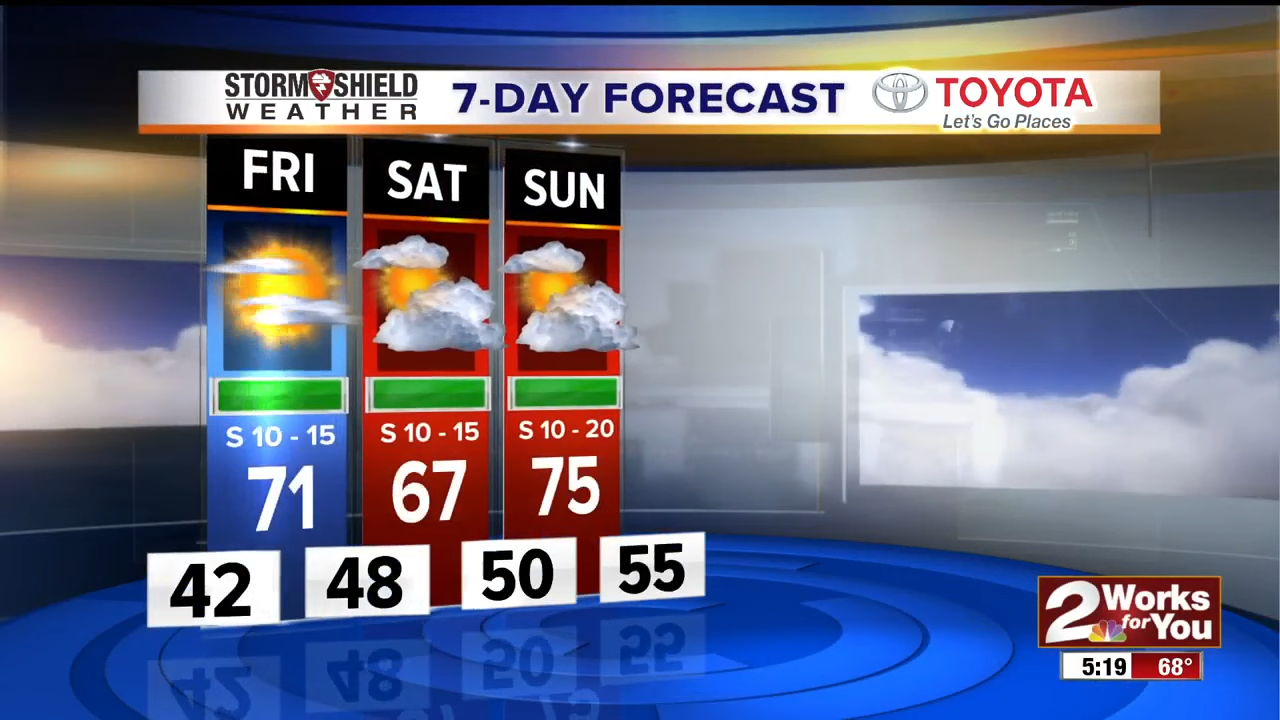 STORM SHIELD
WEATHER
7-DAY FORECAST
TOYOTA
Let's Go Places
FRI
SAT
SUN
S 10 - 15
S 10 - 15
S 10 - 20
71
67
75
42
48
50
55
2 Works
for You
5:19
68°